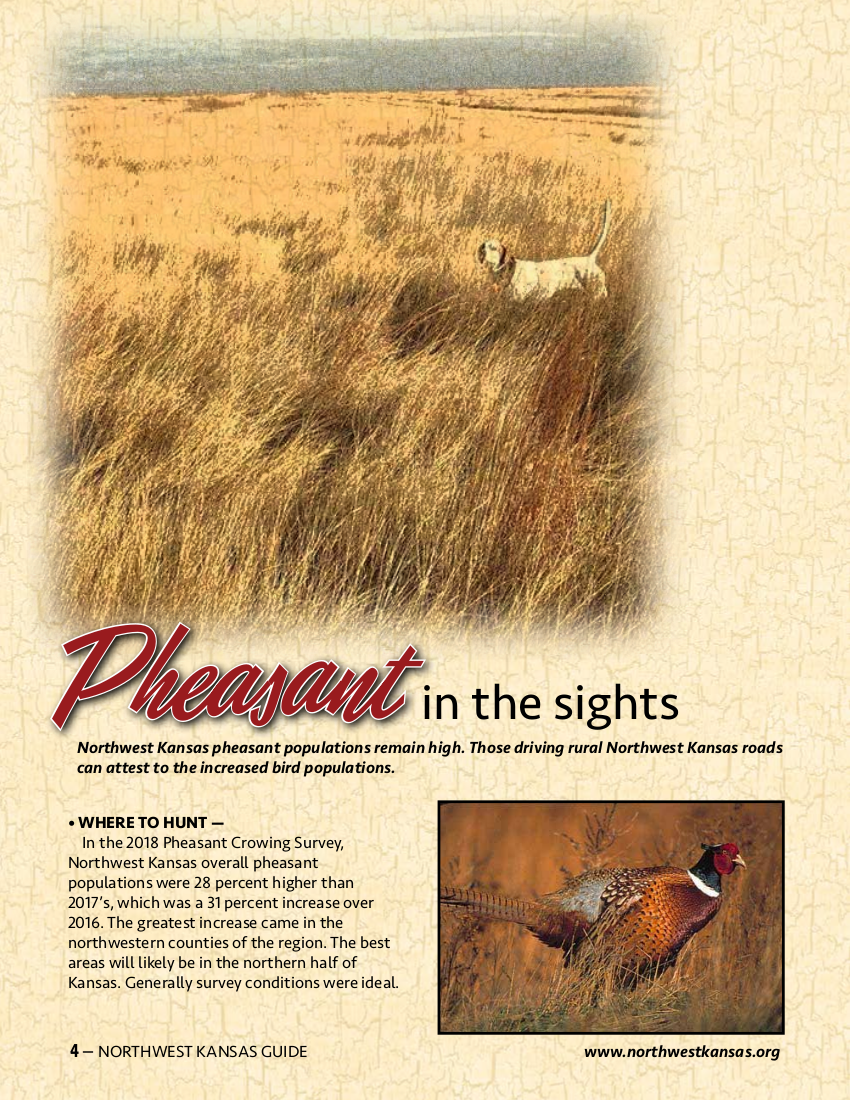 Pheasant in the sights
Northwest Kansas pheasant populations remain high. Those driving rural Northwest Kansas roads
can attest to the increased bird populations.
• WHERE TO HUNT —
In the 2018 Pheasant Crowing Survey,
Northwest Kansas overall pheasant
populations were 28 percent higher than
2017's, which was a 31 percent increase over
2016. The greatest increase came in the
northwestern counties of the region. The best
areas will likely be in the northern half of
Kansas. Generally survey conditions were ideal.
4 — NORTHWEST KANSAS GUIDE
www.northwestkansas.org